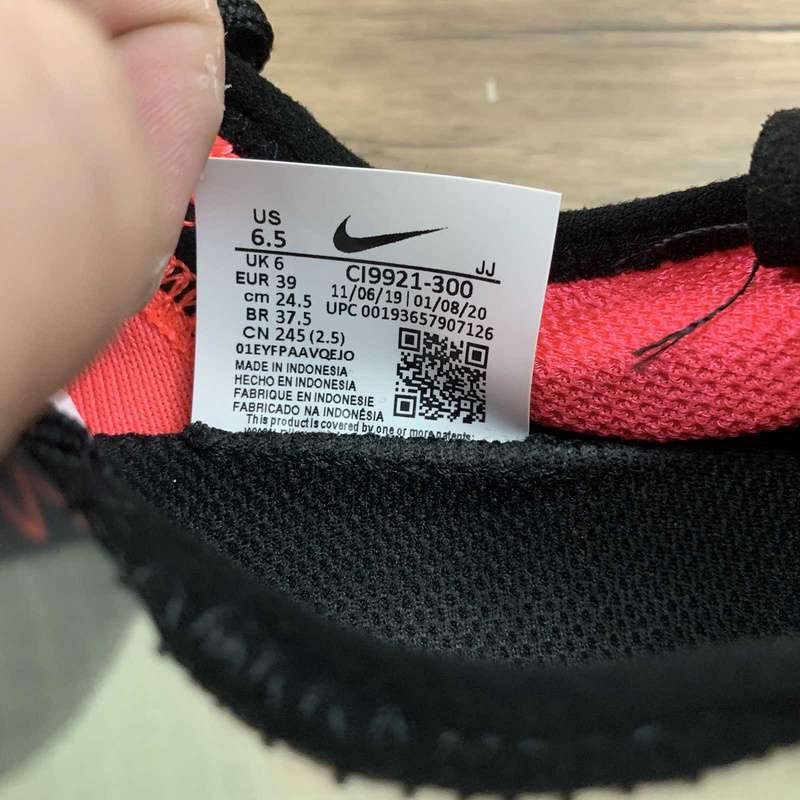 US
6.5
UK 6
EUR 39
cm 24.5
BR 37.5
CN 245 (2.5)
JJ
CI9921-300
11/06/19 | 01/08/20
UPC 00193657907126
01EYFPAAVQEJO
MADE IN INDONESIA
HECHO EN INDONESIA
FABRIQUE EN INDONESIE
FABRICADO NA INDONÉSIA
This product is covered by one or more patents: